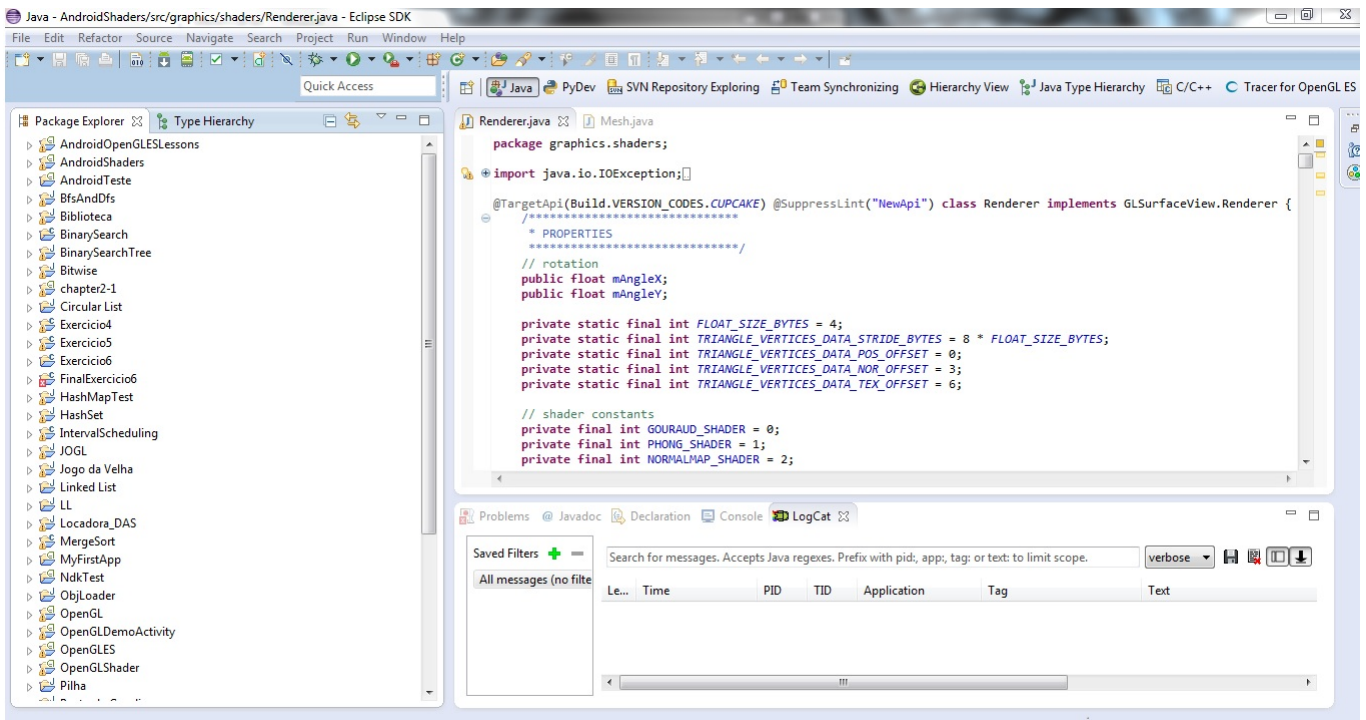 Java - AndroidShaders/src/graphics/shaders/Renderer.java - Eclipse SDK
File Edit Refactor Source Navigate Search Project Run Window Help
Quick Access
Java PyDev SVN Repository Exploring Team Synchronizing Hierarchy View Java Type Hierarchy C/C++ Tracer for OpenGL ES
Package Explorer Type Hierarchy
AndroidOpenGLESLessons
AndroidShaders
AndroidTeste
BfsAndDfs
Biblioteca
BinarySearch
BinarySearchTree
Bitwise
chapter2-1
Circular List
Exercicio4
Exercicio5
Exercicio6
FinalExercicio6
HashMapTest
HashSet
IntervalScheduling
JOGL
Jogo da Velha
Linked List
LL
Locadora_DAS
MergeSort
MyFirstApp
NdkTest
ObjLoader
OpenGL
OpenGLDemoActivity
OpenGLES
OpenGLShader
Pilha
Renderer.java Mesh.java
package graphics.shaders;
import java.io.IOException;
@TargetApi(Build.VERSION_CODES.CUPCAKE) @SuppressLint("NewApi") class Renderer implements GLSurfaceView.Renderer {
/******************************
* PROPERTIES
******************************/
// rotation
public float mAngleX;
public float mAngleY;
private static final int FLOAT_SIZE_BYTES = 4;
private static final int TRIANGLE_VERTICES_DATA_STRIDE_BYTES = 8 * FLOAT_SIZE_BYTES;
private static final int TRIANGLE_VERTICES_DATA_POS_OFFSET = 0;
private static final int TRIANGLE_VERTICES_DATA_NOR_OFFSET = 3;
private static final int TRIANGLE_VERTICES_DATA_TEX_OFFSET = 6;
// shader constants
private final int GOURAUD_SHADER = 0;
private final int PHONG_SHADER = 1;
private final int NORMALMAP_SHADER = 2;
Problems @ Javadoc Declaration Console LogCat
Saved Filters
All messages (no filte
Search for messages. Accepts Java regexes. Prefix with pid:, app:, tag: or text: to limit scope.
verbose
Le... Time PID TID Application Tag Text